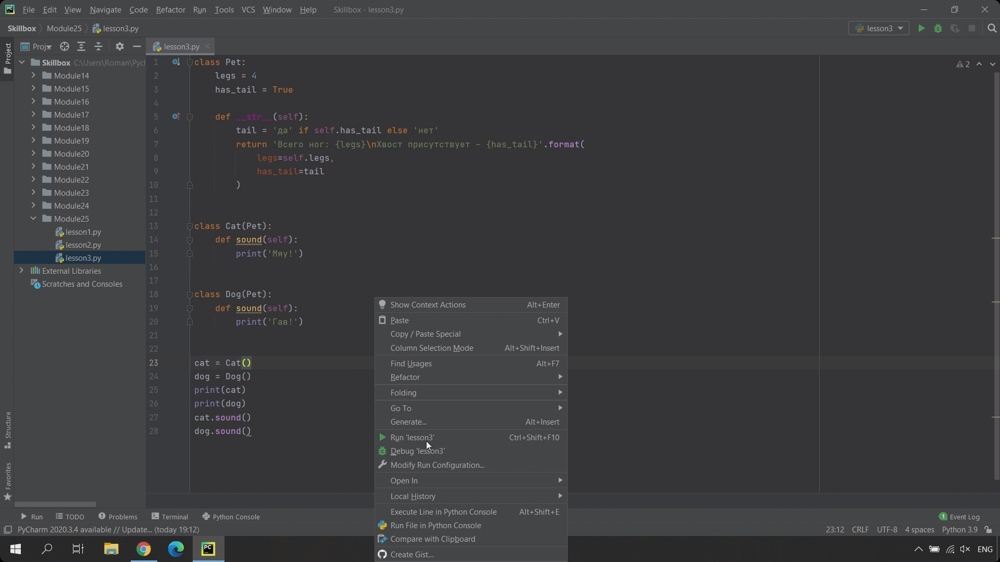 PC File Edit View Navigate Code Refactor Run Tools VCS Window Help Skillbox - lesson3.py
Skillbox Module25 lesson3.py lesson3
Project
Proj
lesson3.py
Skillbox C:\Users\Roman\Pycl
Module14
Module15
Module16
Module17
Module18
Module19
Module20
Module21
Module22
Module23
Module24
Module25
lesson1.py
lesson2.py
lesson3.py
External Libraries
Scratches and Consoles
Structure
Favorites
2
1 class Pet:
2 legs = 4
3 has_tail = True
4
5 def __str__(self):
6 tail = 'да' if self.has_tail else 'нет'
7 return 'Всего ног: {legs}\nХвост присутствует - {has_tail}'.format(
8 legs=self.legs,
9 has_tail=tail
10 )
11
12
13 class Cat(Pet):
14 def sound(self):
15 print('Мяу!')
16
17
18 class Dog(Pet):
19 def sound(self):
20 print('Гав!')
21
22
23 cat = Cat()
24 dog = Dog()
25 print(cat)
26 print(dog)
27 cat.sound()
28 dog.sound()
Show Context Actions Alt+Enter
Paste Ctrl+V
Copy / Paste Special
Column Selection Mode Alt+Shift+Insert
Find Usages Alt+F7
Refactor
Folding
Go To
Generate... Alt+Insert
Run 'lesson3' Ctrl+Shift+F10
Debug 'lesson3'
Modify Run Configuration...
Open In
Local History
Execute Line in Python Console Alt+Shift+E
Run File in Python Console
Compare with Clipboard
Create Gist...
Run TODO Problems Terminal Python Console 1 Event Log
PyCharm 2020.3.4 available // Update... (today 19:12) 23:12 CRLF UTF-8 4 spaces Python 3.9
PC ENG